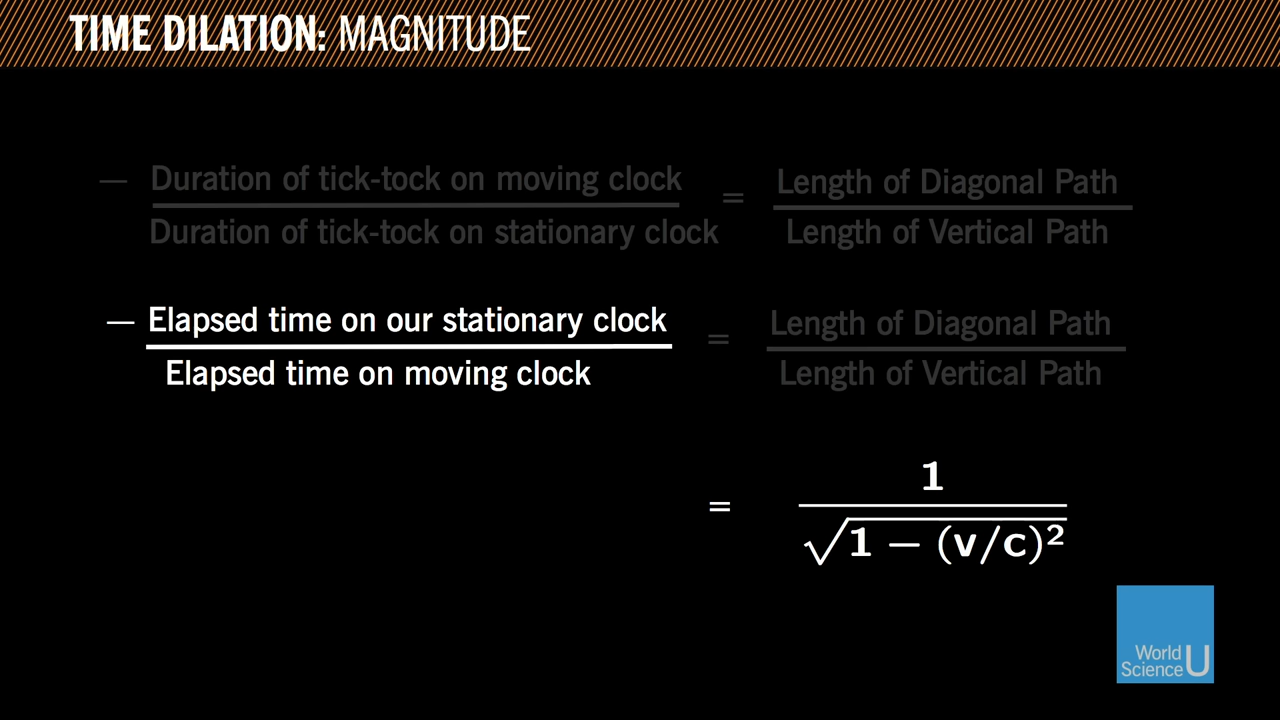 TIME DILATION: MAGNITUDE
— Duration of tick-tock on moving clock
Duration of tick-tock on stationary clock
=
Length of Diagonal Path
Length of Vertical Path
— Elapsed time on our stationary clock
Elapsed time on moving clock
=
Length of Diagonal Path
Length of Vertical Path
=
1
√1 – (v/c)²
World
Science U